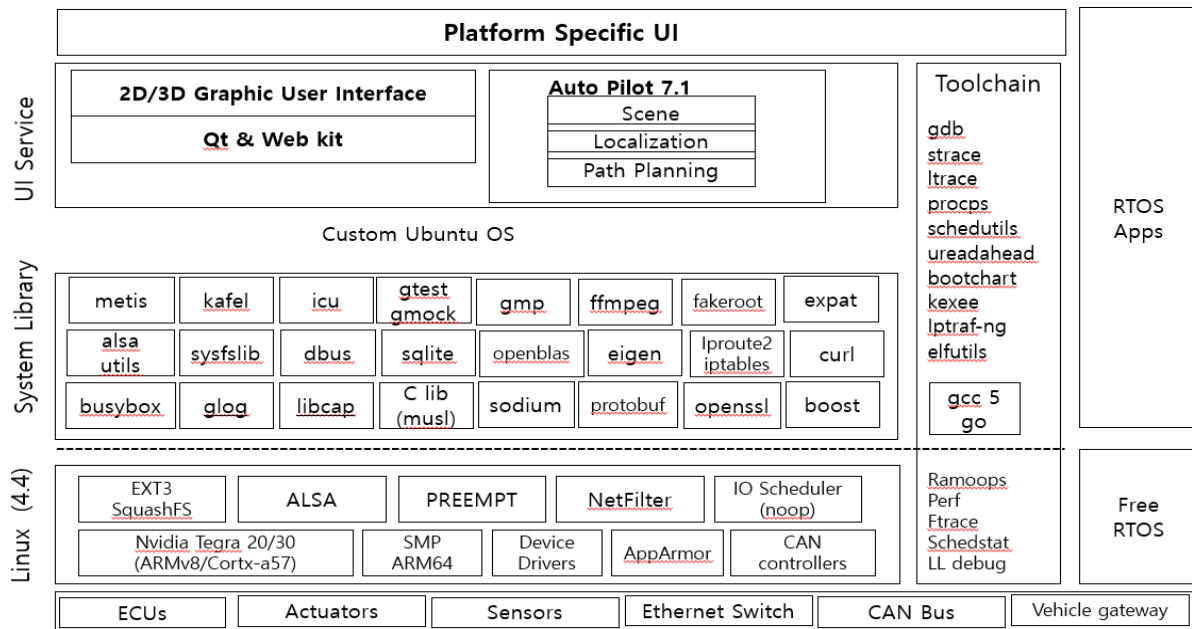 Platform Specific UI
UI Service
2D/3D Graphic User Interface
Qt & Web kit
Auto Pilot 7.1
Scene
Localization
Path Planning
Custom Ubuntu OS
System Library
metis
kafel
icu
gtest
gmock
gmp
ffmpeg
fakeroot
expat
alsa
utils
sysfslib
dbus
sqlite
openblas
eigen
Iproute2
iptables
curl
busybox
glog
libcap
C lib
(musl)
sodium
protobuf
openssl
boost
Linux (4.4)
EXT3
SquashFS
ALSA
PREEMPT
NetFilter
IO Scheduler
(noop)
Nvidia Tegra 20/30
(ARMv8/Cortx-a57)
SMP
ARM64
Device
Drivers
AppArmor
CAN
controllers
Toolchain
gdb
strace
ltrace
procps
schedutils
ureadahead
bootchart
kexee
Iptraf-ng
elfutils
gcc 5
go
Ramoops
Perf
Ftrace
Schedstat
LL debug
RTOS
Apps
Free
RTOS
ECUs
Actuators
Sensors
Ethernet Switch
CAN Bus
Vehicle gateway